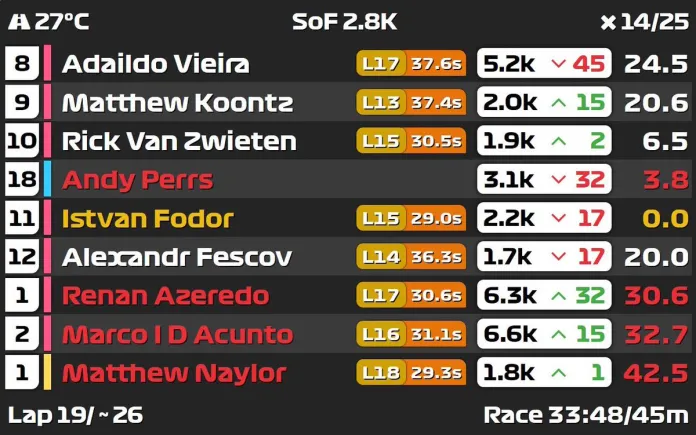 27°C SoF 2.8K × 14/25
8 Adaildo Vieira L17 37.6s 5.2k 45 24.5
9 Matthew Koontz L13 37.4s 2.0k 15 20.6
10 Rick Van Zwieten L15 30.5s 1.9k 2 6.5
18 Andy Perrs 3.1k 32 3.8
11 Istvan Fodor L15 29.0s 2.2k 17 0.0
12 Alexandr Fescov L14 36.3s 1.7k 17 20.0
1 Renan Azeredo L17 30.6s 6.3k 32 30.6
2 Marco I D Acunto L16 31.1s 6.6k 15 32.7
1 Matthew Naylor L18 29.3s 1.8k 1 42.5
Lap 19/~26 Race 33:48/45m